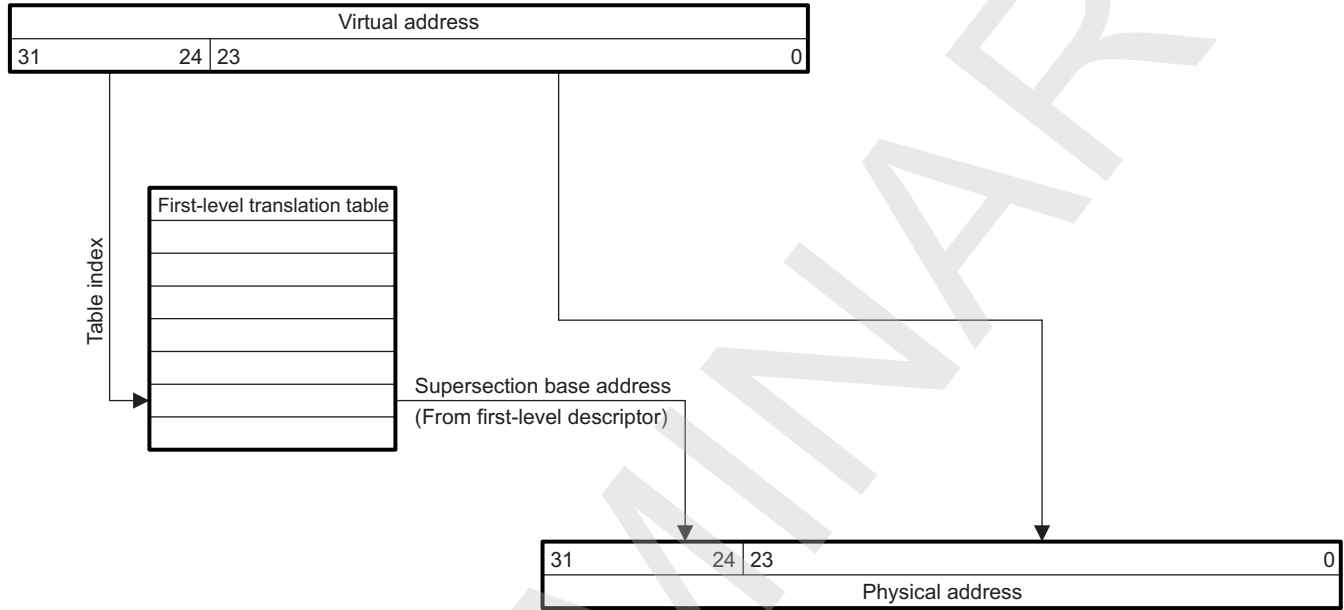 Virtual address
31 24 23 0
First-level translation table
Table index
Supersection base address
(From first-level descriptor)
31 24 23 0
Physical address
MINAR